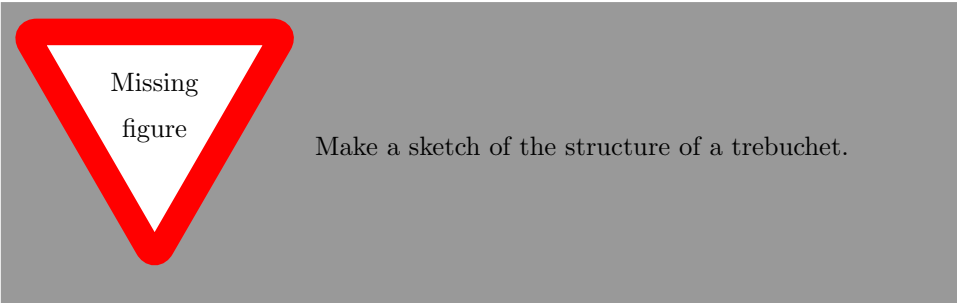 Missing
figure
Make a sketch of the structure of a trebuchet.